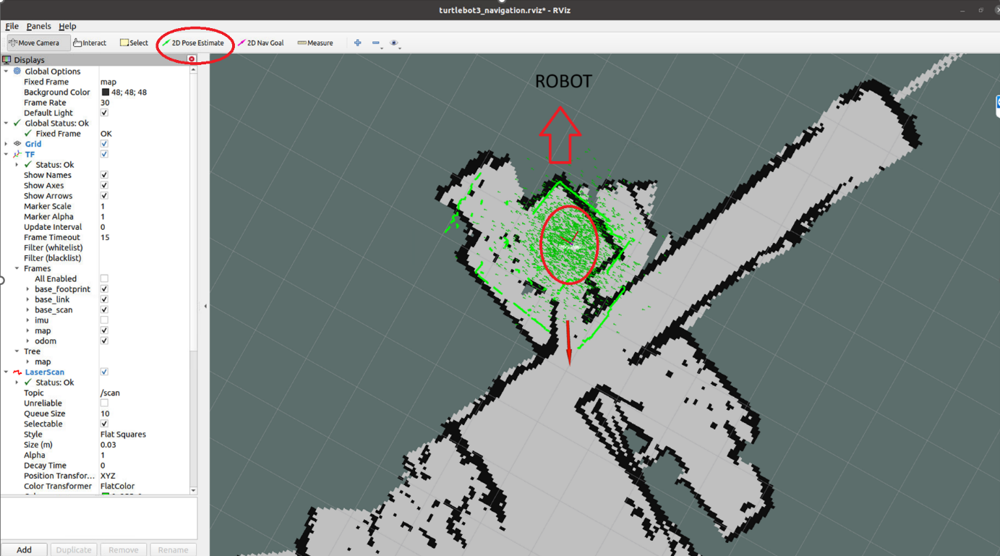 turtlebot3_navigation.rviz* - RViz
File Panels Help
Move Camera Interact Select 2D Pose Estimate 2D Nav Goal Measure
Displays
Global Options
Fixed Frame map
Background Color 48; 48; 48
Frame Rate 30
Default Light
Global Status: Ok
Fixed Frame OK
Grid
TF
Status: Ok
Show Names
Show Axes
Show Arrows
Marker Scale 1
Marker Alpha 1
Update Interval 0
Frame Timeout 15
Filter (whitelist)
Filter (blacklist)
Frames
All Enabled
base_footprint
base_link
base_scan
imu
map
odom
Tree
map
LaserScan
Status: Ok
Topic /scan
Unreliable
Queue Size 10
Selectable
Style Flat Squares
Size (m) 0.03
Alpha 1
Decay Time 0
Position Transfor... XYZ
Color Transformer FlatColor
Add Duplicate Remove Rename
ROBOT